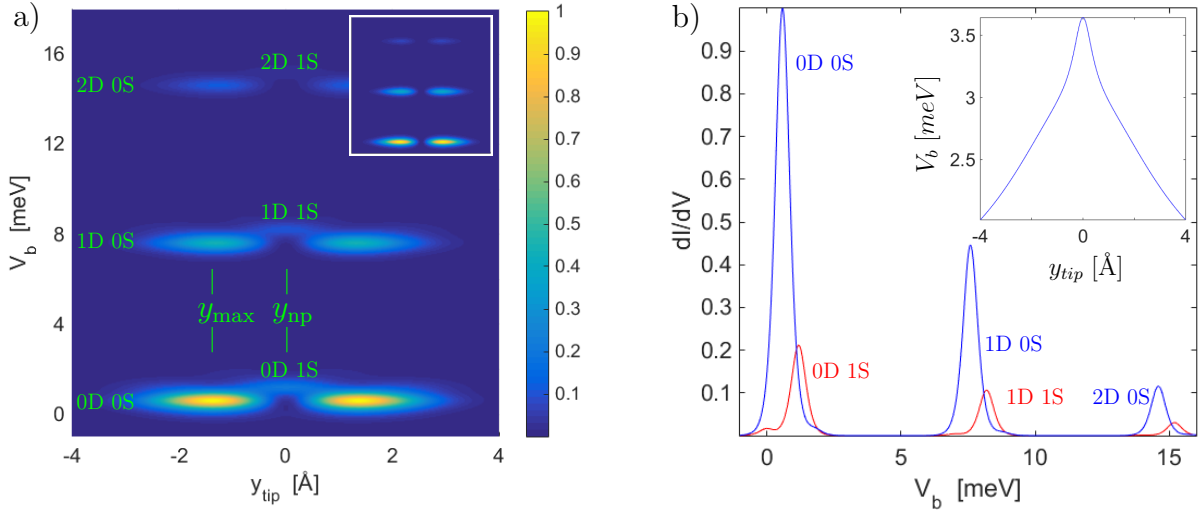 a)
16
12
8
4
0
V_b [meV]
2D 0S
2D 1S
1D 0S
1D 1S
y_max
y_np
0D 0S
0D 1S
-4
-2
0
2
4
y_tip [Å]
1
0.9
0.8
0.7
0.6
0.5
0.4
0.3
0.2
0.1
b)
0.9
0.8
0.7
0.6
0.5
0.4
0.3
0.2
0.1
dI/dV
0D 0S
0D 1S
1D 0S
1D 1S
2D 0S
0
5
10
15
V_b [meV]
3.5
3
2.5
V_b [meV]
-4
0
4
y_tip [Å]